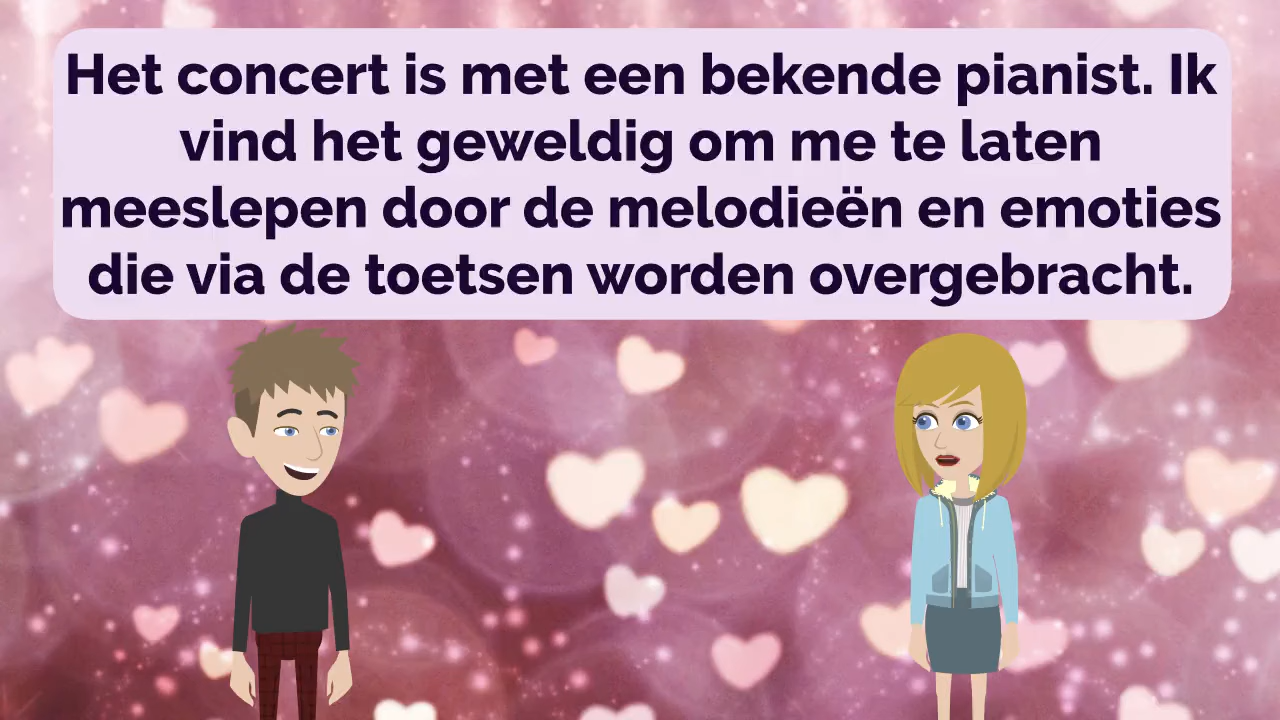 Het concert is met een bekende pianist. Ik
vind het geweldig om me te laten
meeslepen door de melodieën en emoties
die via de toetsen worden overgebracht.